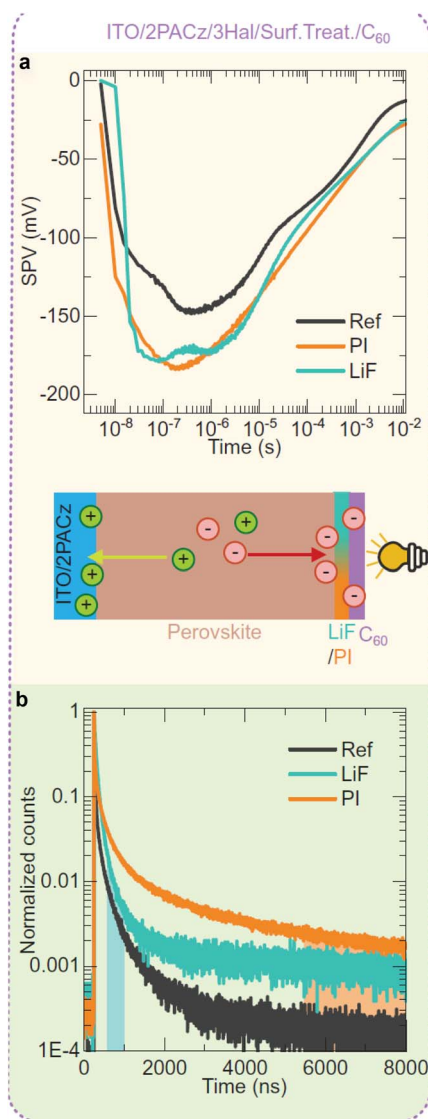 ITO/2PACz/3Hal/Surf.Treat./C60
a
0
-50
-100
-150
-200
SPV (mV)
Ref
PI
LiF
10-8 10-7 10-6 10-5 10-4 10-3 10-2
Time (s)
ITO/2PACz
+ + + + + +
- - - - - -
Perovskite
LiF C60
/PI
b
1
0.1
0.01
0.001
1E-4
Normalized counts
Ref
LiF
PI
0 2000 4000 6000 8000
Time (ns)